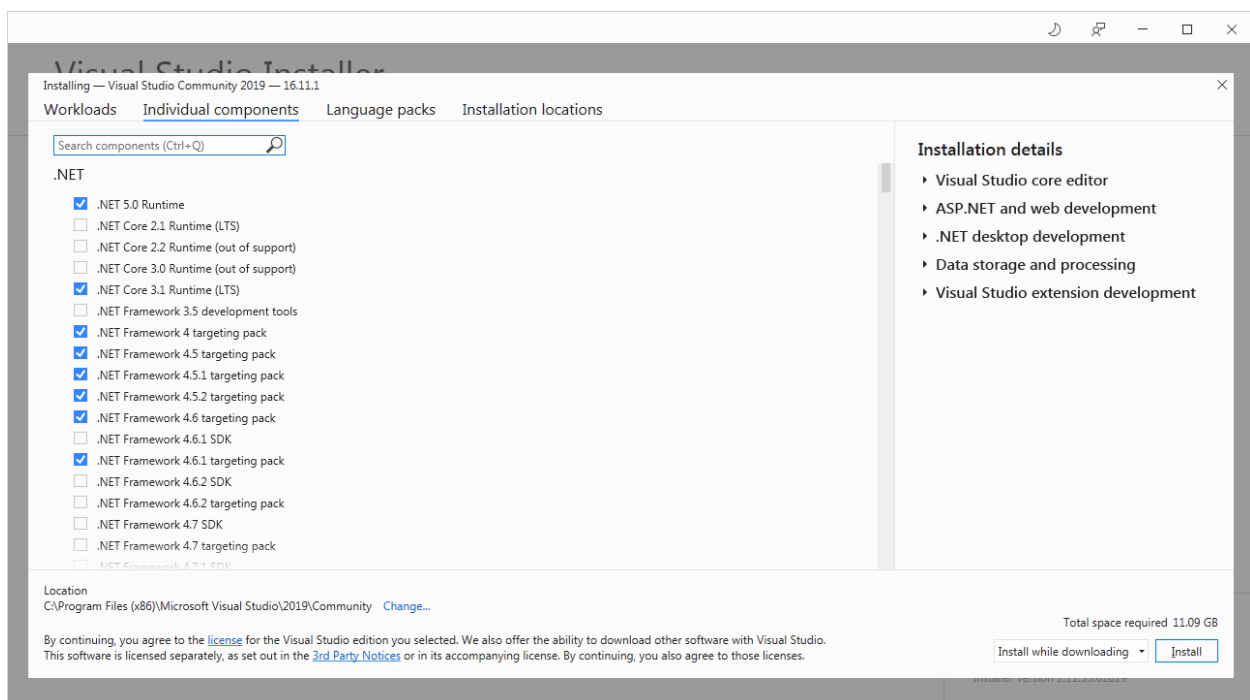 Visual Studio Installer
Installing — Visual Studio Community 2019 — 16.11.1
Workloads Individual components Language packs Installation locations
Search components (Ctrl+Q)
.NET
.NET 5.0 Runtime
.NET Core 2.1 Runtime (LTS)
.NET Core 2.2 Runtime (out of support)
.NET Core 3.0 Runtime (out of support)
.NET Core 3.1 Runtime (LTS)
.NET Framework 3.5 development tools
.NET Framework 4 targeting pack
.NET Framework 4.5 targeting pack
.NET Framework 4.5.1 targeting pack
.NET Framework 4.5.2 targeting pack
.NET Framework 4.6 targeting pack
.NET Framework 4.6.1 SDK
.NET Framework 4.6.1 targeting pack
.NET Framework 4.6.2 SDK
.NET Framework 4.6.2 targeting pack
.NET Framework 4.7 SDK
.NET Framework 4.7 targeting pack
.NET Framework 4.7.1 SDK
Installation details
Visual Studio core editor
ASP.NET and web development
.NET desktop development
Data storage and processing
Visual Studio extension development
Location
C:\Program Files (x86)\Microsoft Visual Studio\2019\Community Change...
By continuing, you agree to the license for the Visual Studio edition you selected. We also offer the ability to download other software with Visual Studio.
This software is licensed separately, as set out in the 3rd Party Notices or in its accompanying license. By continuing, you also agree to those licenses.
Total space required 11.09 GB
Install while downloading Install
Installer version